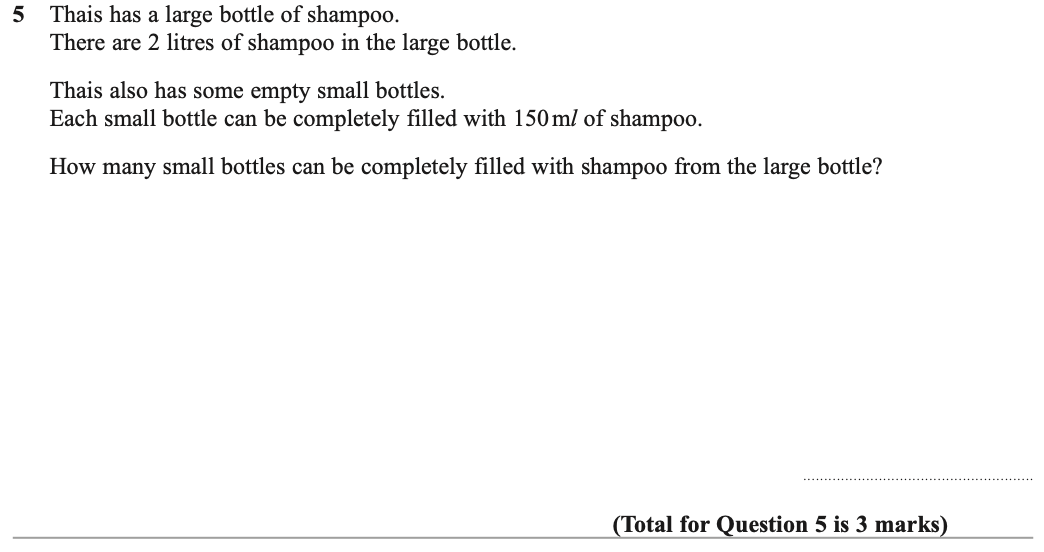 5 Thais has a large bottle of shampoo.
There are 2 litres of shampoo in the large bottle.
Thais also has some empty small bottles.
Each small bottle can be completely filled with 150 ml of shampoo.
How many small bottles can be completely filled with shampoo from the large bottle?
(Total for Question 5 is 3 marks)